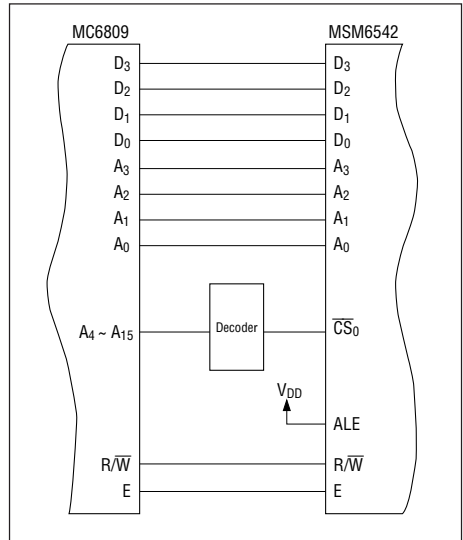 MC6809 MSM6542
D3 D3
D2 D2
D1 D1
D0 D0
A3 A3
A2 A2
A1 A1
A0 A0
A4 ~ A15 Decoder C̅S̅0
VDD
ALE
R/W̅ R/W̅
E E